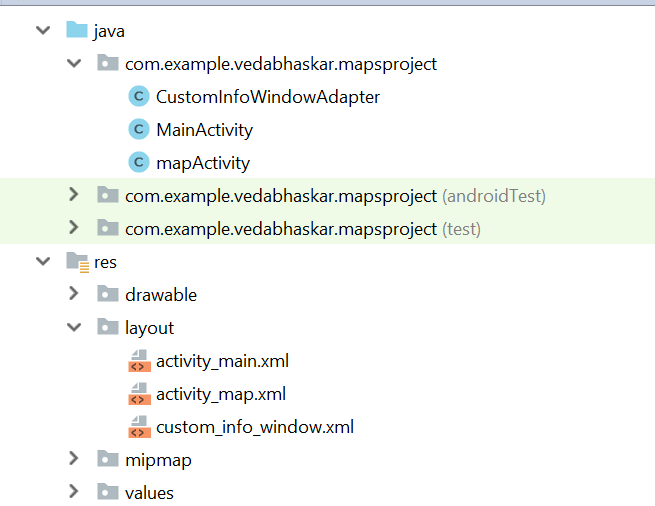 java
com.example.vedabhaskar.mapsproject
CustomInfoWindowAdapter
MainActivity
mapActivity
com.example.vedabhaskar.mapsproject (androidTest)
com.example.vedabhaskar.mapsproject (test)
res
drawable
layout
activity_main.xml
activity_map.xml
custom_info_window.xml
mipmap
values